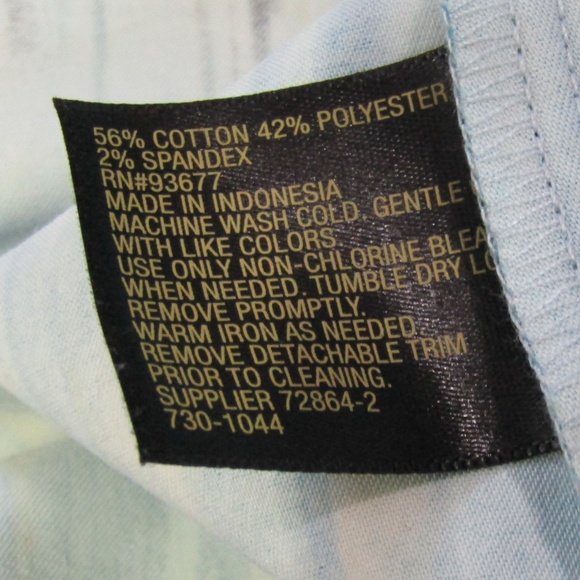 56% COTTON 42% POLYESTER
2% SPANDEX
RN#93677
MADE IN INDONESIA
MACHINE WASH COLD. GENTLE
WITH LIKE COLORS.
USE ONLY NON-CHLORINE
WHEN NEEDED. TUMBLE DRY
REMOVE PROMPTLY.
WARM IRON AS NEEDED.
REMOVE DETACHABLE TRIM
PRIOR TO CLEANING.
SUPPLIER 72864-2
730-1044